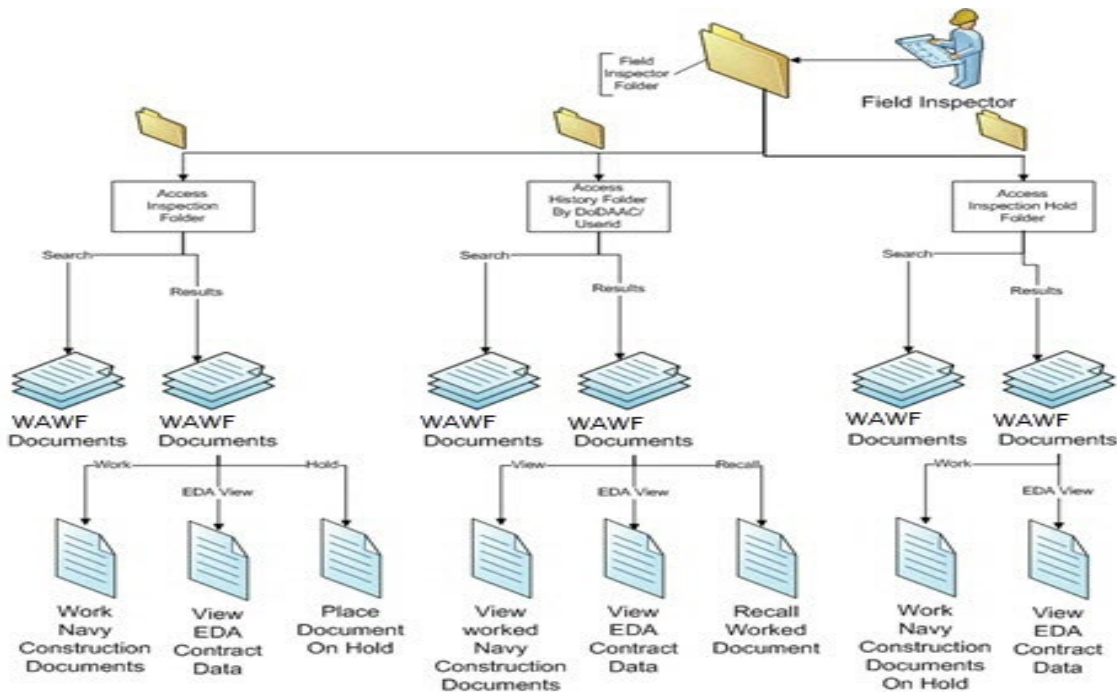 Field
Inspector
Folder
Field Inspector
Access
Inspection
Folder
Access
History Folder
By DoDAAC/
Userid
Access
Inspection Hold
Folder
Search
Results
Search
Results
Search
Results
WAWF
Documents
WAWF
Documents
WAWF
Documents
WAWF
Documents
WAWF
Documents
WAWF
Documents
Work
EDA View
Hold
View
EDA View
Recall
Work
EDA View
Work
Navy
Construction
Documents
View
EDA
Contract
Data
Place
Document
On Hold
View
worked
Navy
Construction
Documents
View
EDA
Contract
Data
Recall
Worked
Document
Work
Navy
Construction
Documents
On Hold
View
EDA
Contract
Data